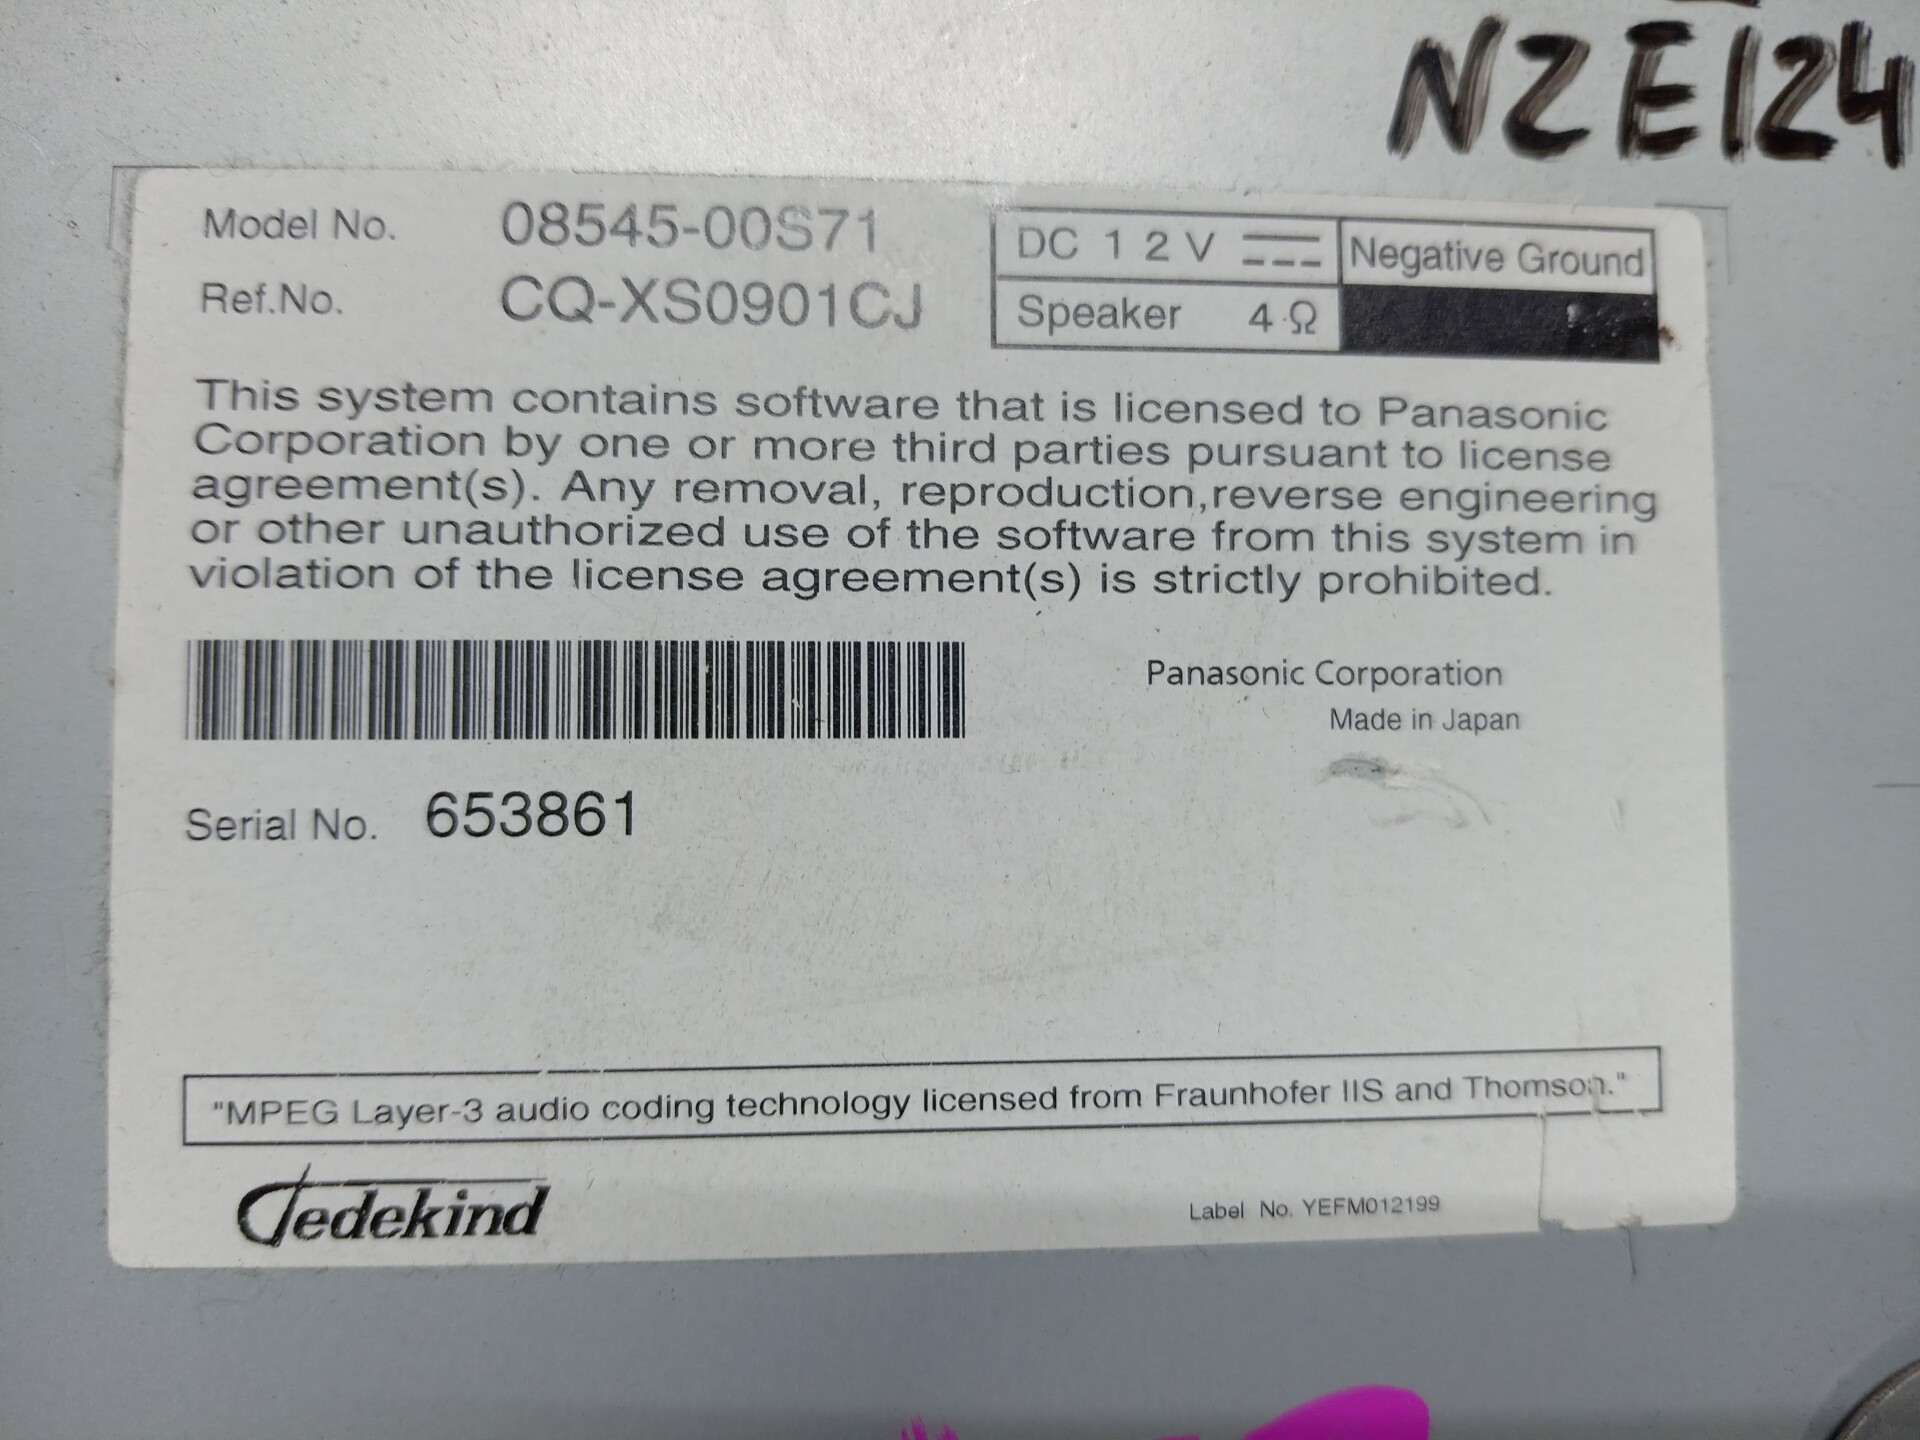 NZE124
Model No. 08545-00S71
Ref.No. CQ-XS0901CJ
DC 12V Negative Ground
Speaker 4Ω
This system contains software that is licensed to Panasonic
Corporation by one or more third parties pursuant to license
agreement(s). Any removal, reproduction,reverse engineering
or other unauthorized use of the software from this system in
violation of the license agreement(s) is strictly prohibited.
Panasonic Corporation
Made in Japan
Serial No. 653861
"MPEG Layer-3 audio coding technology licensed from Fraunhofer IIS and Thomson."
Gedekind
Label No. YEFM012199